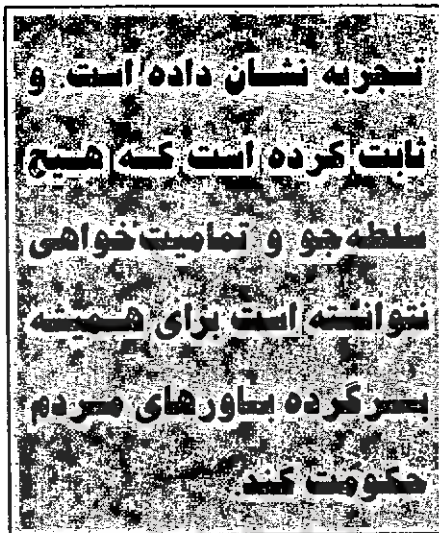 تجربه نشان داده است و
ثابت کرده است که هیچ
سلطه‌جو و تمامیت‌خواهی
نتوانسته است برای همیشه
بر گرده باورهای مردم
حکومت کند.